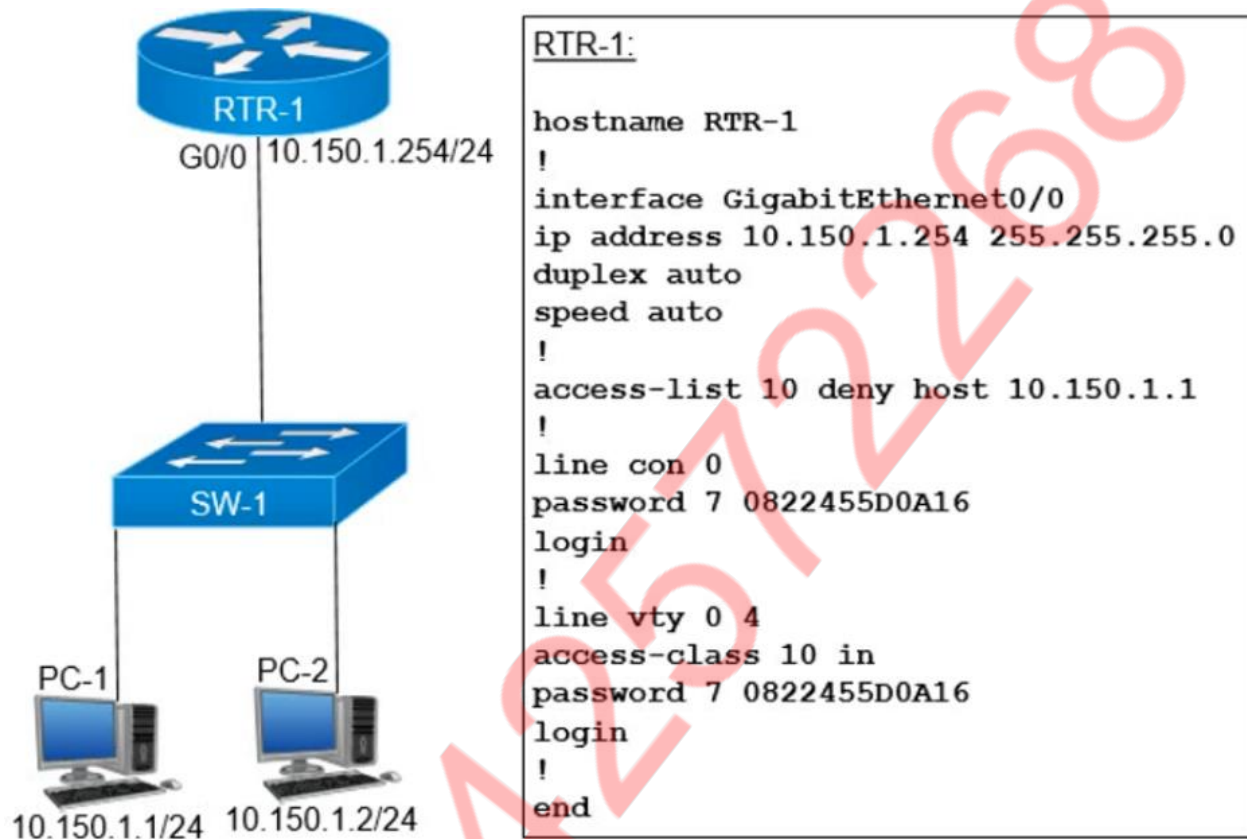 RTR-1
G0/0
10.150.1.254/24
SW-1
PC-1
PC-2
10.150.1.1/24
10.150.1.2/24
RTR-1:
hostname RTR-1
!
interface GigabitEthernet0/0
ip address 10.150.1.254 255.255.255.0
duplex auto
speed auto
!
access-list 10 deny host 10.150.1.1
!
line con 0
password 7 0822455D0A16
login
!
line vty 0 4
access-class 10 in
password 7 0822455D0A16
login
!
end